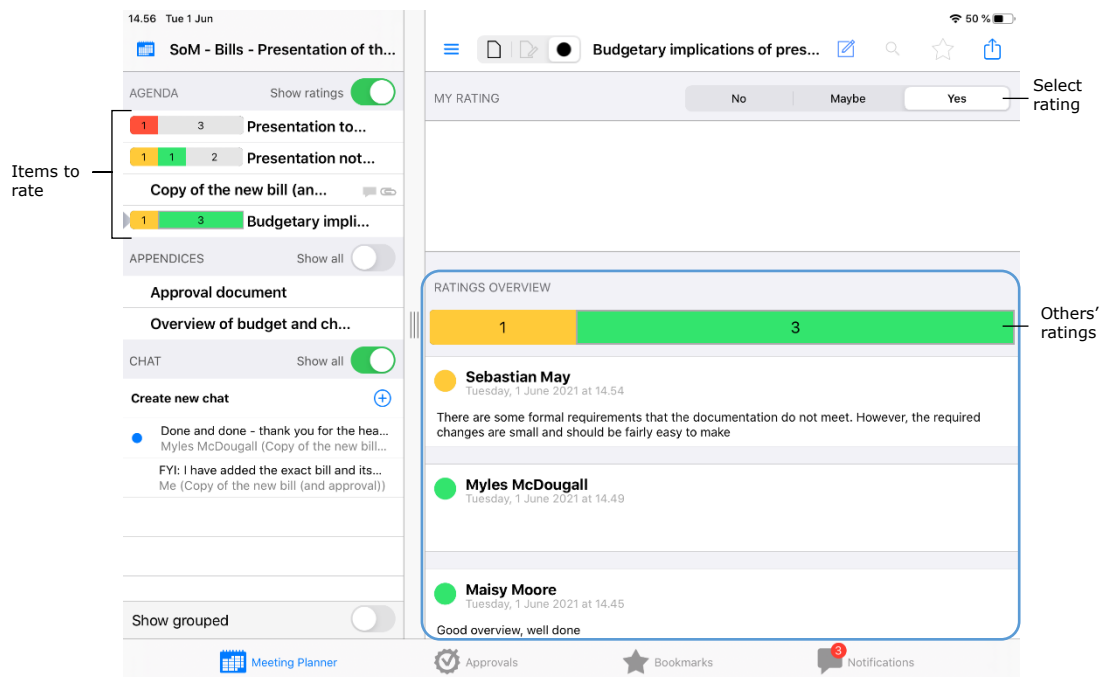 14.56 Tue 1 Jun
50 %
SoM - Bills - Presentation of th...
Budgetary implications of pres...
AGENDA
Show ratings
MY RATING
No
Maybe
Yes
Select
rating
Items to
rate
1 3 Presentation to...
1 1 2 Presentation not...
Copy of the new bill (an...
1 3 Budgetary impli...
APPENDICES
Show all
Approval document
Overview of budget and ch...
CHAT
Show all
Create new chat
Done and done - thank you for the hea...
Myles McDougall (Copy of the new bill...
FYI: I have added the exact bill and its...
Me (Copy of the new bill (and approval))
Show grouped
RATINGS OVERVIEW
1 3
Others’
ratings
Sebastian May
Tuesday, 1 June 2021 at 14.54
There are some formal requirements that the documentation do not meet. However, the required
changes are small and should be fairly easy to make
Myles McDougall
Tuesday, 1 June 2021 at 14.49
Maisy Moore
Tuesday, 1 June 2021 at 14.45
Good overview, well done
Meeting Planner
Approvals
Bookmarks
3
Notifications